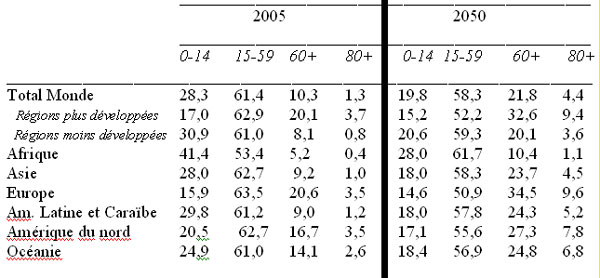 2005 2050
0-14 15-59 60+ 80+ 0-14 15-59 60+ 80+
Total Monde 28,3 61,4 10,3 1,3 19,8 58,3 21,8 4,4
Régions plus développées 17,0 62,9 20,1 3,7 15,2 52,2 32,6 9,4
Régions moins développées 30,9 61,0 8,1 0,8 20,6 59,3 20,1 3,6
Afrique 41,4 53,4 5,2 0,4 28,0 61,7 10,4 1,1
Asie 28,0 62,7 9,2 1,0 18,0 58,3 23,7 4,5
Europe 15,9 63,5 20,6 3,5 14,6 50,9 34,5 9,6
Am. Latine et Caraïbe 29,8 61,2 9,0 1,2 18,0 57,8 24,3 5,2
Amérique du nord 20,5 62,7 16,7 3,5 17,1 55,6 27,3 7,8
Océanie 24,9 61,0 14,1 2,6 18,4 56,9 24,8 6,8